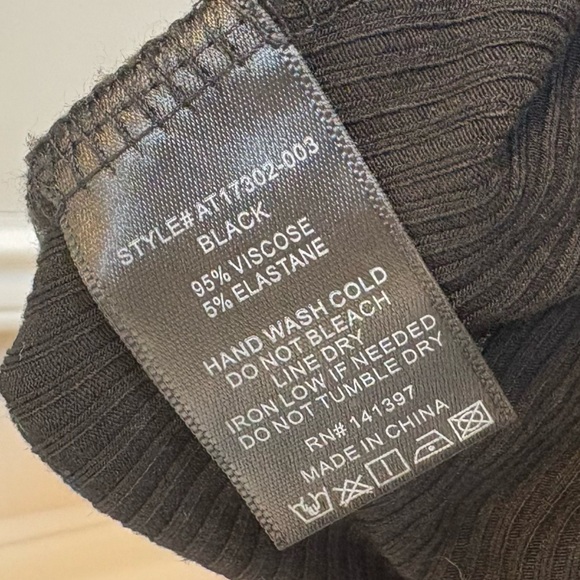 STYLE# AT17302-003
BLACK
95% VISCOSE
5% ELASTANE
HAND WASH COLD
DO NOT BLEACH
LINE DRY
IRON LOW IF NEEDED
DO NOT TUMBLE DRY
RN# 141397
MADE IN CHINA